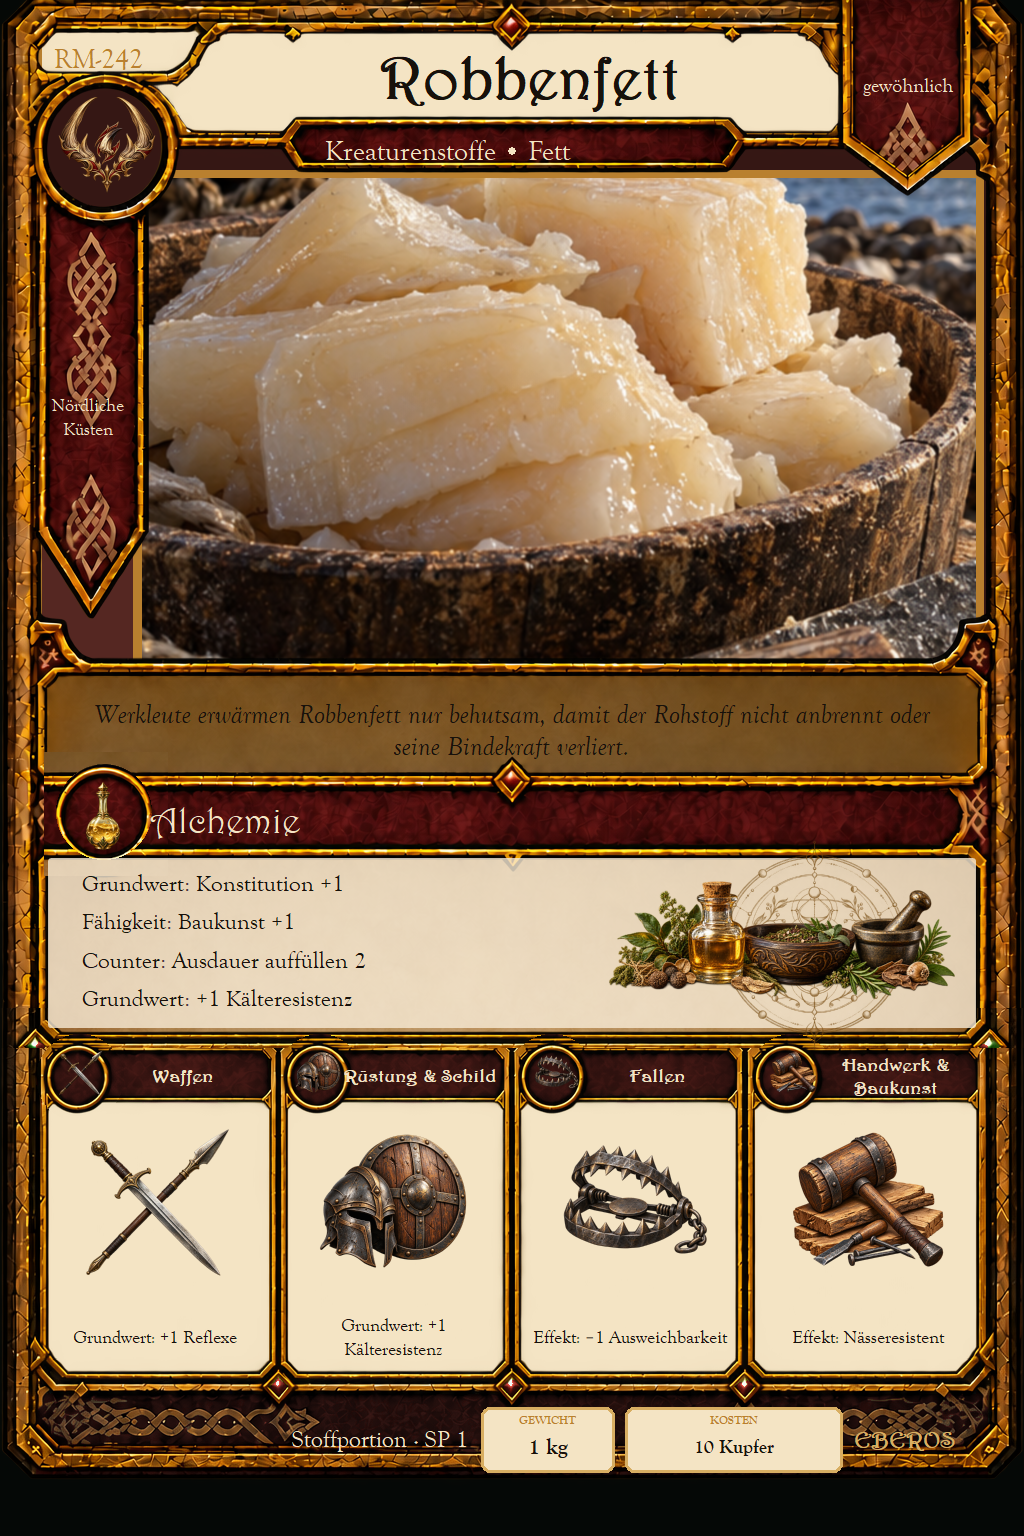 RM-242
Robbenfett
gewöhnlich
Kreaturenstoffe • Fett
Nördliche
Küsten
Werkleute erwärmen Robbenfett nur behutsam, damit der Rohstoff nicht anbrennt oder
seine Bindekraft verliert.
Alchemie
Grundwert: Konstitution +1
Fähigkeit: Baukunst +1
Counter: Ausdauer auffüllen 2
Grundwert: +1 Kälteresistenz
Waffen
Rüstung & Schild
Fallen
Handwerk &
Baukunst
Grundwert: +1 Reflexe
Grundwert: +1
Kälteresistenz
Effekt: −1 Ausweichbarkeit
Effekt: Nässeresistent
Stoffportion · SP 1
GEWICHT
1 kg
KOSTEN
10 Kupfer
EBEROS